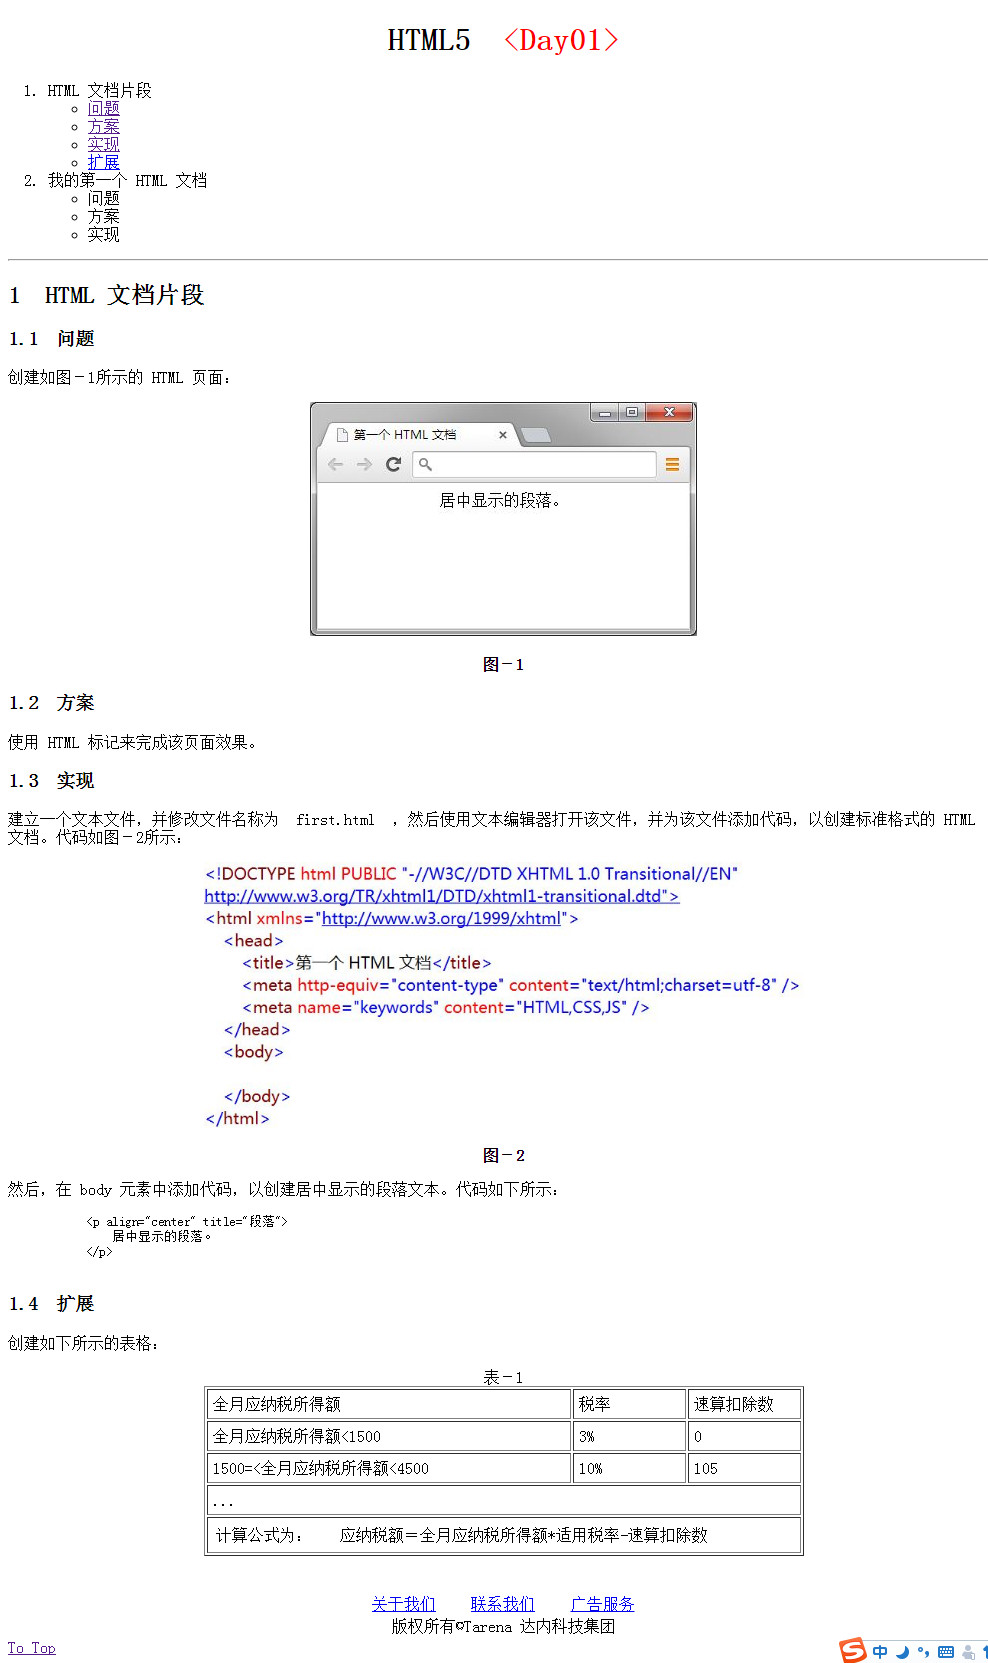 HTML5 <Day01>
1. HTML 文档片段
问题
方案
实现
扩展
2. 我的第一个 HTML 文档
问题
方案
实现
1 HTML 文档片段
1.1 问题
创建如图－1所示的 HTML 页面：
第一个 HTML 文档
居中显示的段落。
图－1
1.2 方案
使用 HTML 标记来完成该页面效果。
1.3 实现
建立一个文本文件，并修改文件名称为 first.html ，然后使用文本编辑器打开该文件，并为该文件添加代码，以创建标准格式的 HTML
文档。代码如图－2所示：
<!DOCTYPE html PUBLIC "-//W3C//DTD XHTML 1.0 Transitional//EN"
http://www.w3.org/TR/xhtml1/DTD/xhtml1-transitional.dtd">
<html xmlns="http://www.w3.org/1999/xhtml">
<head>
<title>第一个 HTML 文档</title>
<meta http-equiv="content-type" content="text/html;charset=utf-8" />
<meta name="keywords" content="HTML,CSS,JS" />
</head>
<body>
</body>
</html>
图－2
然后，在 body 元素中添加代码，以创建居中显示的段落文本。代码如下所示：
<p align="center" title="段落">
居中显示的段落。
</p>
1.4 扩展
创建如下所示的表格：
表－1
全月应纳税所得额 税率 速算扣除数
全月应纳税所得额<1500 3% 0
1500=<全月应纳税所得额<4500 10% 105
...
计算公式为： 应纳税额＝全月应纳税所得额*适用税率-速算扣除数
关于我们 联系我们 广告服务
版权所有©Tarena 达内科技集团
To Top
中